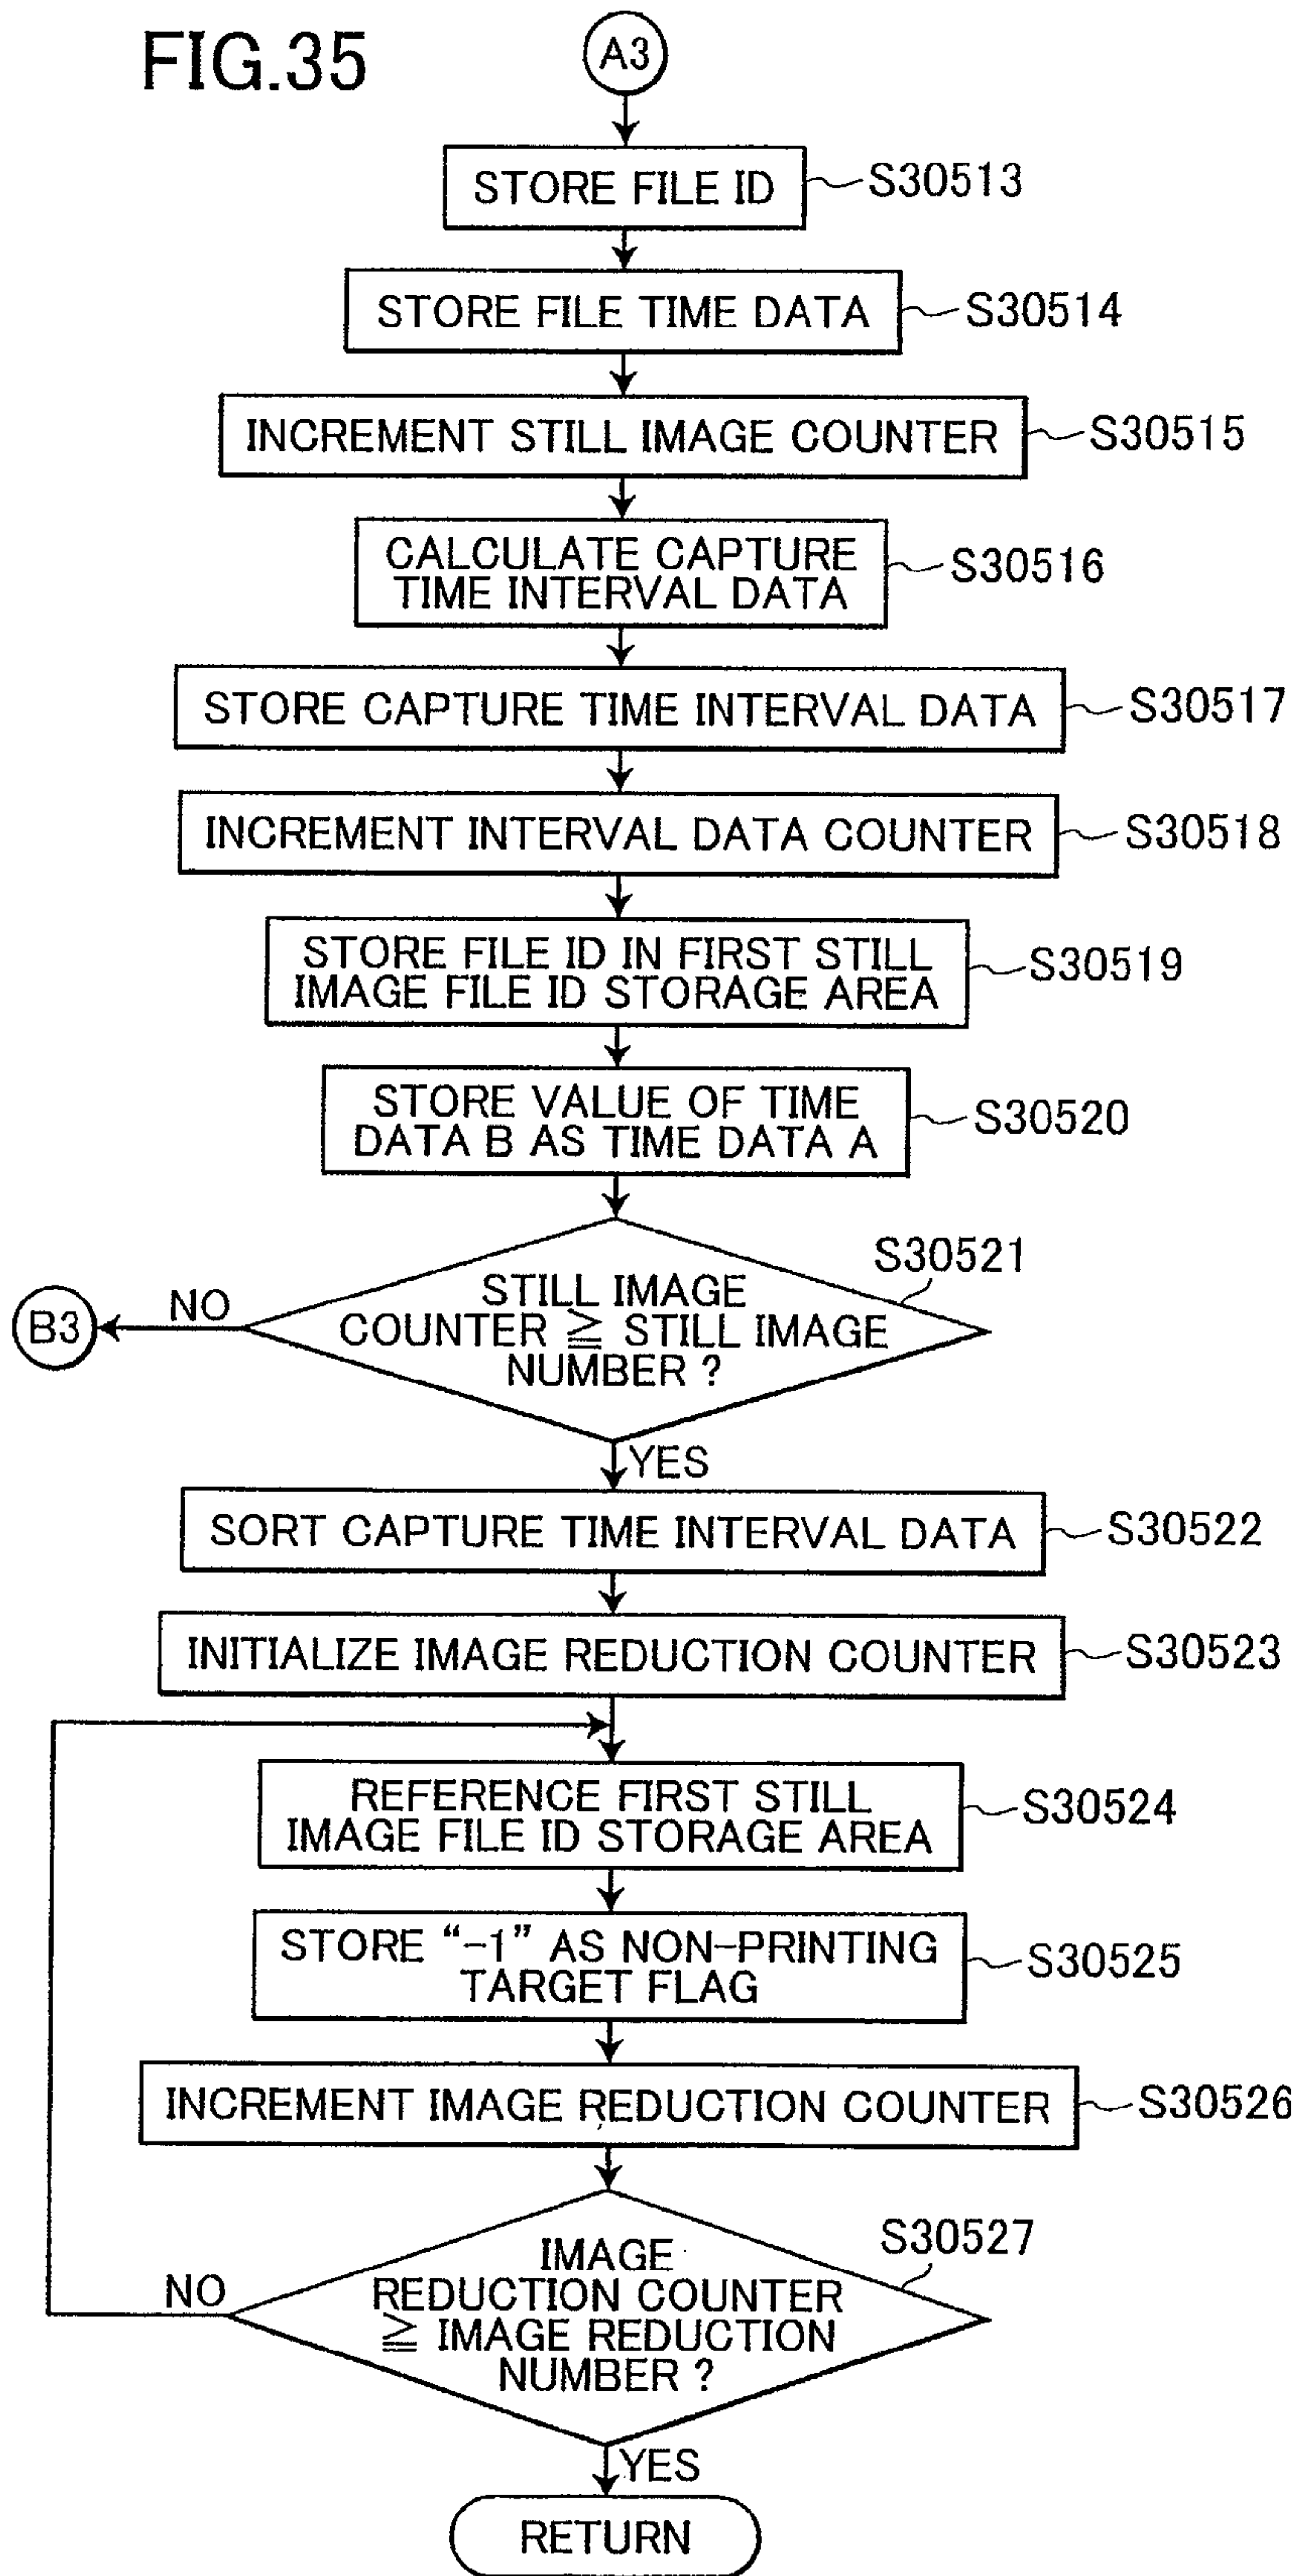 FIG.35
A3
STORE FILE ID
S30513
STORE FILE TIME DATA
S30514
INCREMENT STILL IMAGE COUNTER
S30515
CALCULATE CAPTURE
TIME INTERVAL DATA
S30516
STORE CAPTURE TIME INTERVAL DATA
S30517
INCREMENT INTERVAL DATA COUNTER
S30518
STORE FILE ID IN FIRST STILL
IMAGE FILE ID STORAGE AREA
S30519
STORE VALUE OF TIME
DATA B AS TIME DATA A
S30520
S30521
STILL IMAGE
COUNTER ≧ STILL IMAGE
NUMBER ?
NO
B3
YES
SORT CAPTURE TIME INTERVAL DATA
S30522
INITIALIZE IMAGE REDUCTION COUNTER
S30523
REFERENCE FIRST STILL
IMAGE FILE ID STORAGE AREA
S30524
STORE “-1” AS NON-PRINTING
TARGET FLAG
S30525
INCREMENT IMAGE REDUCTION COUNTER
S30526
S30527
IMAGE
REDUCTION COUNTER
≧ IMAGE REDUCTION
NUMBER ?
NO
YES
RETURN